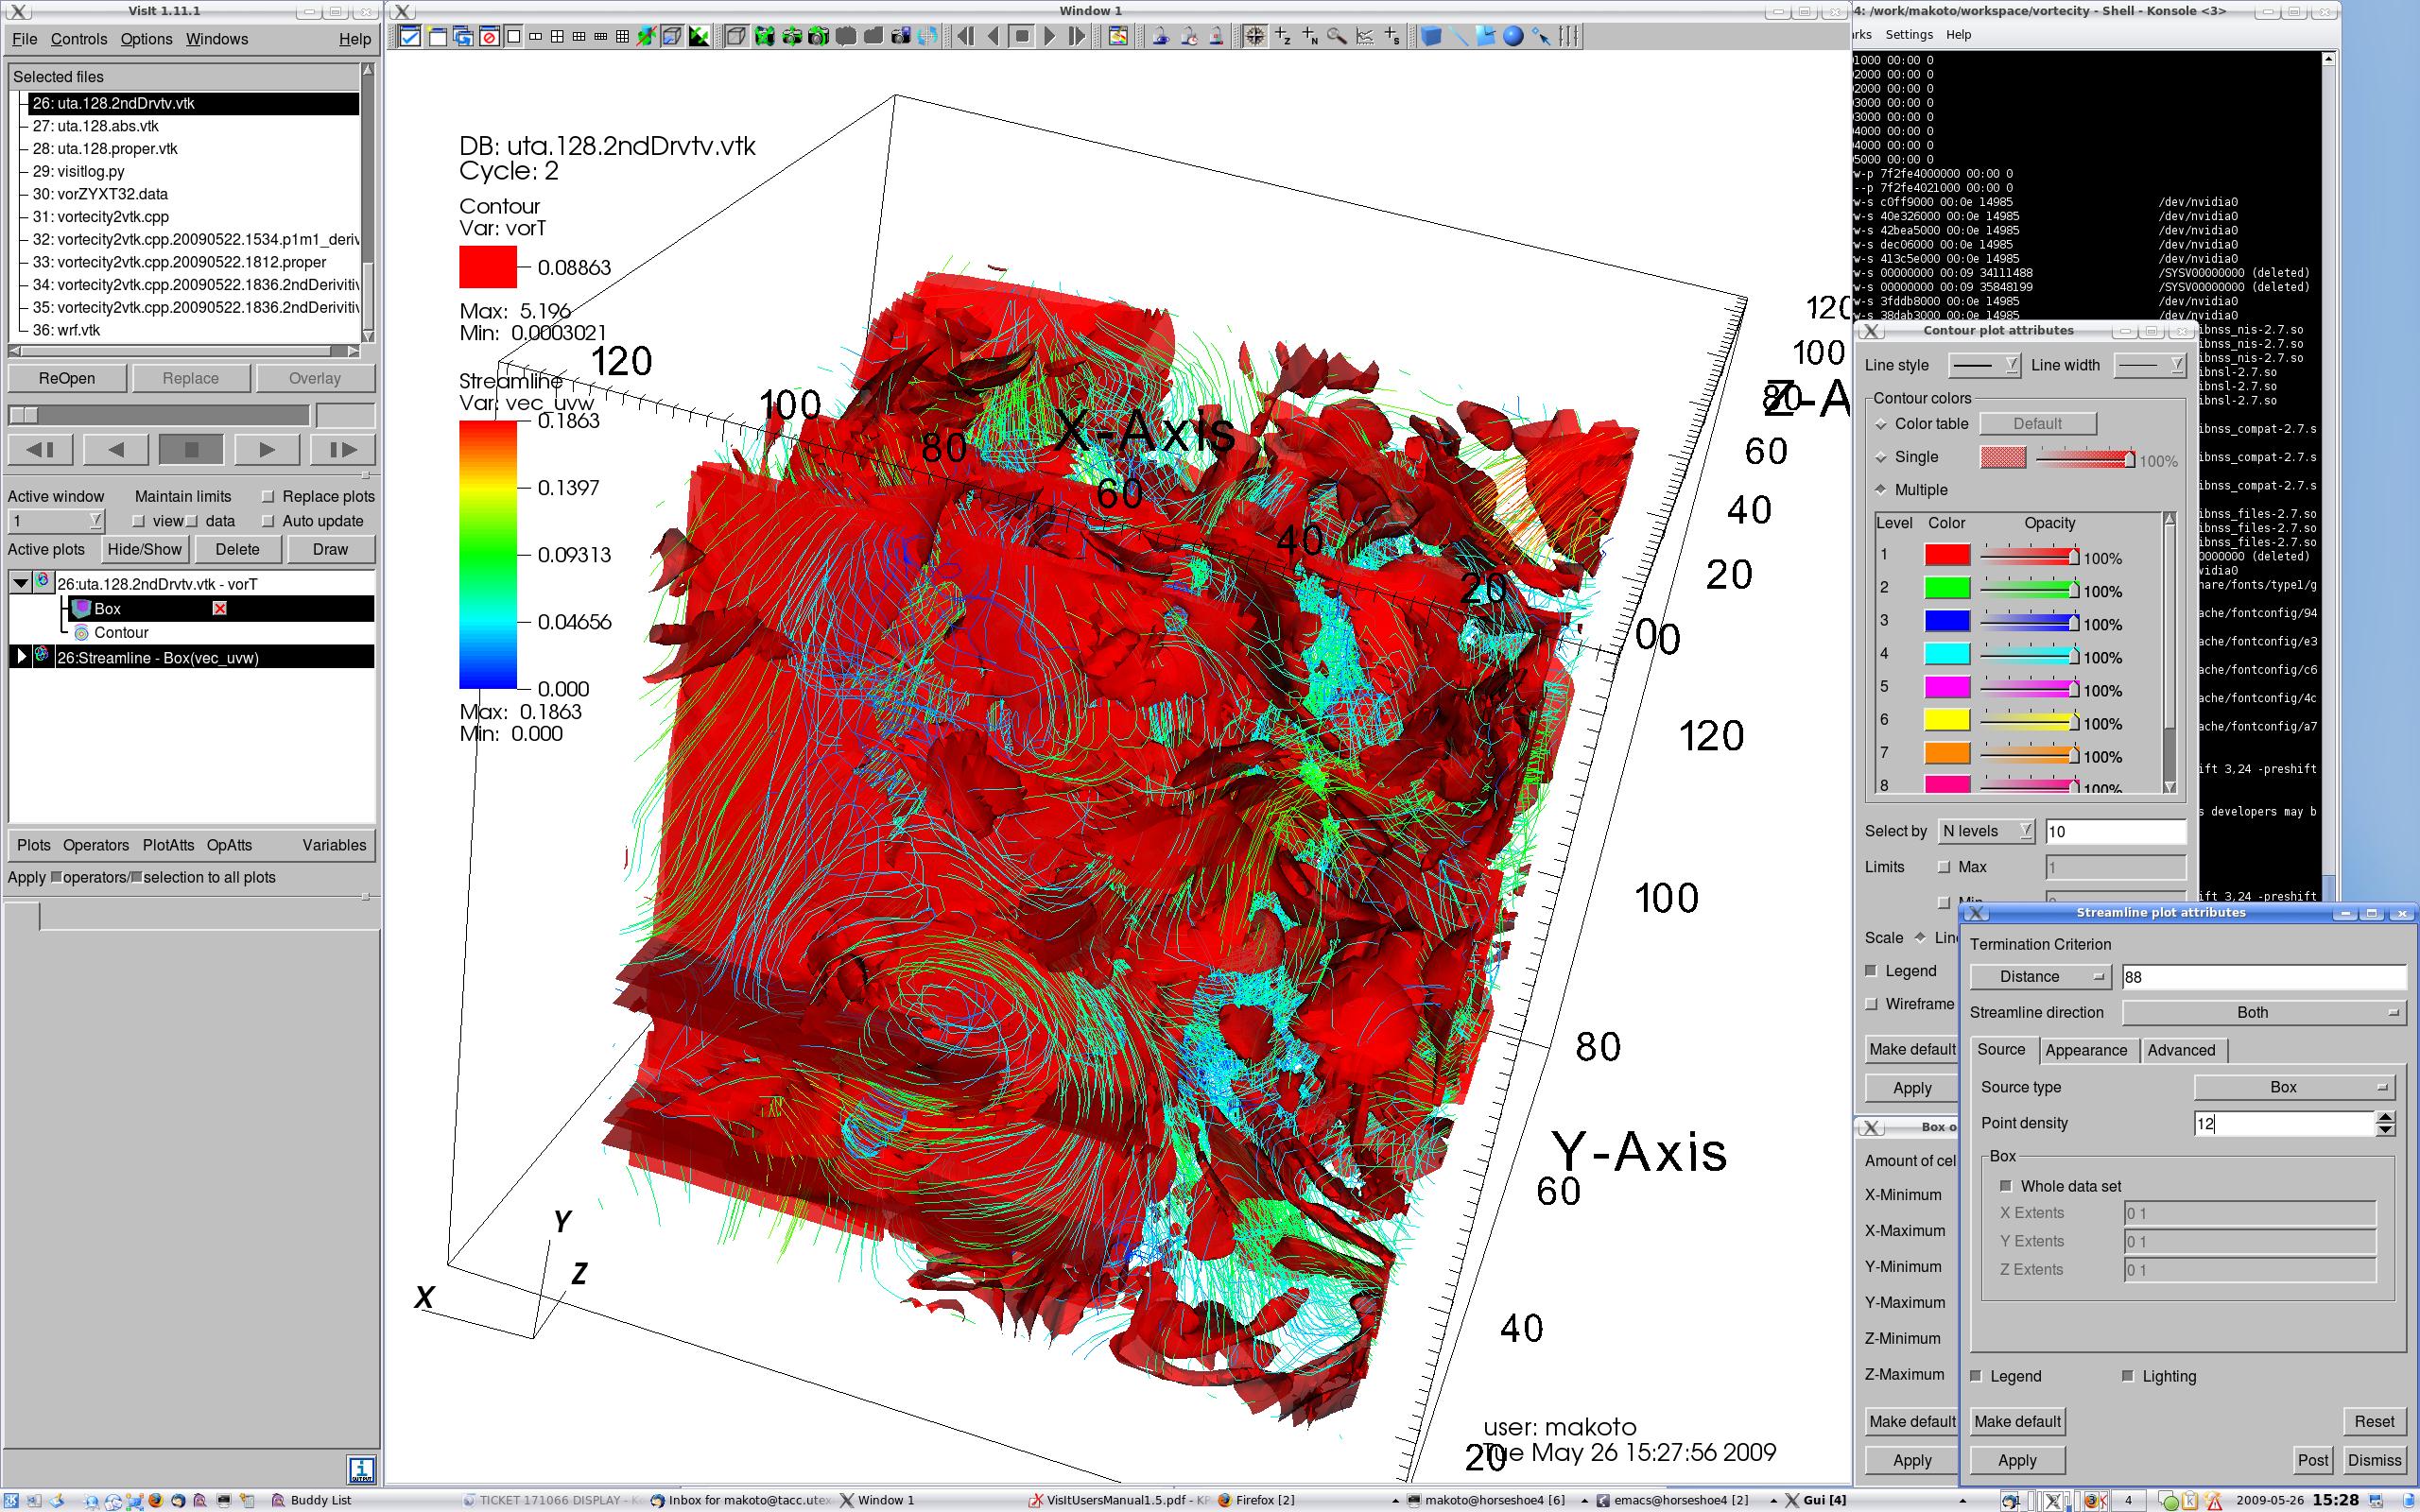 VisIt 1.11.1
File Controls Options Windows Help
Selected files
26: uta.128.2ndDrvtv.vtk
27: uta.128.abs.vtk
28: uta.128.proper.vtk
29: visitlog.py
30: vorZYXT32.data
31: vortecity2vtk.cpp
32: vortecity2vtk.cpp.20090522.1534.p1m1_deriv
33: vortecity2vtk.cpp.20090522.1812.proper
34: vortecity2vtk.cpp.20090522.1836.2ndDerivitiv
35: vortecity2vtk.cpp.20090522.1836.2ndDerivitiv
36: wrf.vtk
ReOpen Replace Overlay
Active window Maintain limits Replace plots
1 view data Auto update
Active plots Hide/Show Delete Draw
26:uta.128.2ndDrvtv.vtk - vorT
Box
Contour
26:Streamline - Box(vec_uvw)
Plots Operators PlotAtts OpAtts Variables
Apply operators/ selection to all plots
Window 1
DB: uta.128.2ndDrvtv.vtk
Cycle: 2
Contour
Var: vorT
0.08863
Max: 5.196
Min: 0.0003021
Streamline
Var: vec_uvw
0.1863
0.1397
0.09313
0.04656
0.000
Max: 0.1863
Min: 0.000
120
100
80
X-Axis
60
40
20
0
120
100
80
Z-A
60
40
20
0
120
100
80
Y-Axis
60
40
20
X
Y
Z
user: makoto
Tue May 26 15:27:56 2009
4: /work/makoto/workspace/vortecity - Shell - Konsole <3>
rks Settings Help
1000 00:00 0
2000 00:00 0
3000 00:00 0
4000 00:00 0
5000 00:00 0
w-p 7f2fe4000000 00:00 0
--p 7f2fe4021000 00:00 0
w-s c0ff9000 00:0e 14985 /dev/nvidia0
w-s 40e326000 00:0e 14985 /dev/nvidia0
w-s 42bea5000 00:0e 14985 /dev/nvidia0
w-s dec06000 00:0e 14985 /dev/nvidia0
w-s 413c5e000 00:0e 14985 /dev/nvidia0
w-s 00000000 00:09 34111488 /SYSV00000000 (deleted)
w-s 00000000 00:09 35848199 /SYSV00000000 (deleted)
w-s 3fddb8000 00:0e 14985 /dev/nvidia0
w-s 38dab3000 00:0e 14985 /dev/nvidia0
ibnss_nis-2.7.so
ibnss_nis-2.7.so
ibnss_nis-2.7.so
ibnsl-2.7.so
ibnsl-2.7.so
ibnsl-2.7.so
ibnss_compat-2.7.s
ibnss_compat-2.7.s
ibnss_compat-2.7.s
ibnss_files-2.7.so
ibnss_files-2.7.so
ibnss_files-2.7.so
0000000 (deleted)
vidia0
hare/fonts/type1/g
ache/fontconfig/94
ache/fontconfig/e3
ache/fontconfig/c6
ache/fontconfig/4c
ache/fontconfig/a7
ift 3,24 -preshift
s developers may b
ift 3,24 -preshift
Contour plot attributes
Line style Line width
Contour colors
Color table Default
Single 100%
Multiple
Level Color Opacity
1 100%
2 100%
3 100%
4 100%
5 100%
6 100%
7 100%
8 100%
Select by N levels 10
Limits Max 1
Min
Scale Line
Legend
Wireframe
Make default
Apply
Box o
Amount of cel
X-Minimum
X-Maximum
Y-Minimum
Y-Maximum
Z-Minimum
Z-Maximum
Make default
Apply
Streamline plot attributes
Termination Criterion
Distance 88
Streamline direction Both
Source Appearance Advanced
Source type Box
Point density 12
Box
Whole data set
X Extents 0 1
Y Extents 0 1
Z Extents 0 1
Legend Lighting
Make default Reset
Apply Post Dismiss
Buddy List TICKET 171066 DISPLAY - K Inbox for makoto@tacc.utex Window 1 VisItUsersManual1.5.pdf - KP Firefox [2] makoto@horseshoe4 [6] emacs@horseshoe4 [2] Gui [4] 4 2009-05-26 15:28